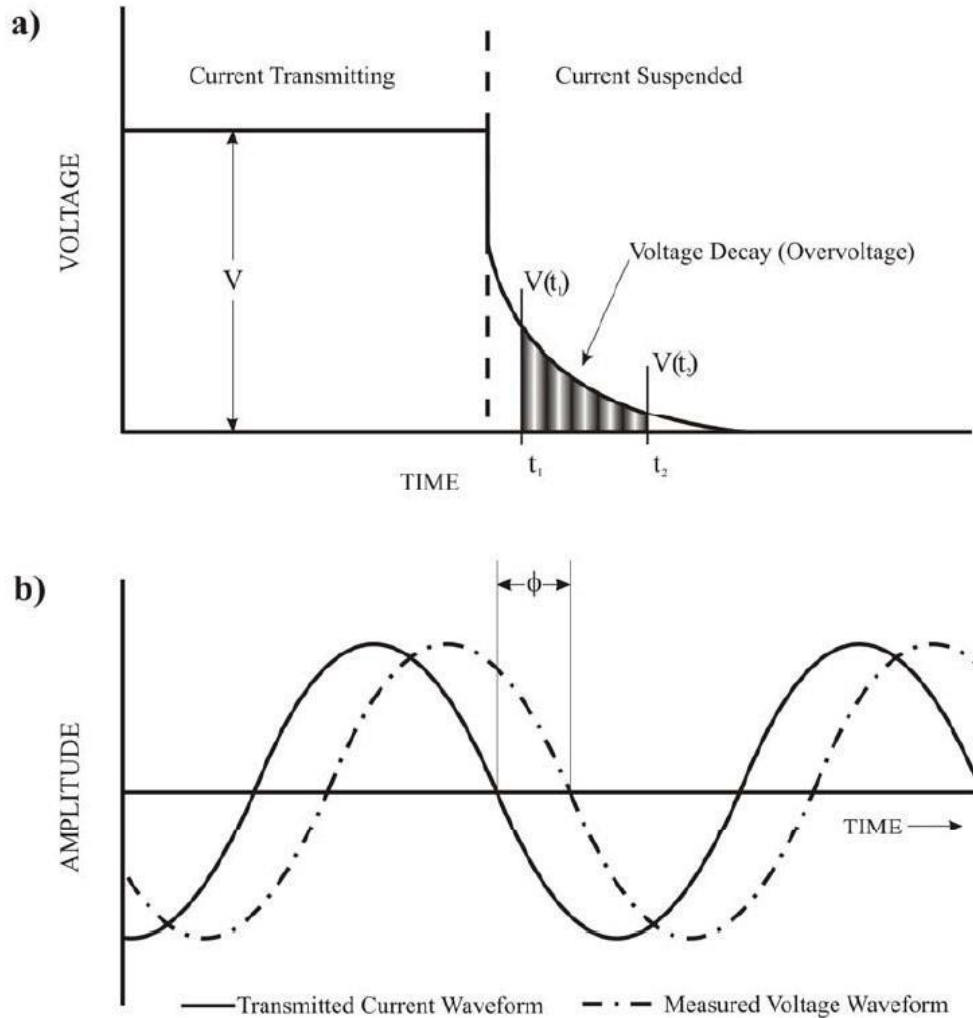 a)
Current Transmitting
Current Suspended
VOLTAGE
V
Voltage Decay (Overvoltage)
V(t₁)
V(t₂)
t₁
t₂
TIME
b)
ϕ
AMPLITUDE
TIME
Transmitted Current Waveform
Measured Voltage Waveform